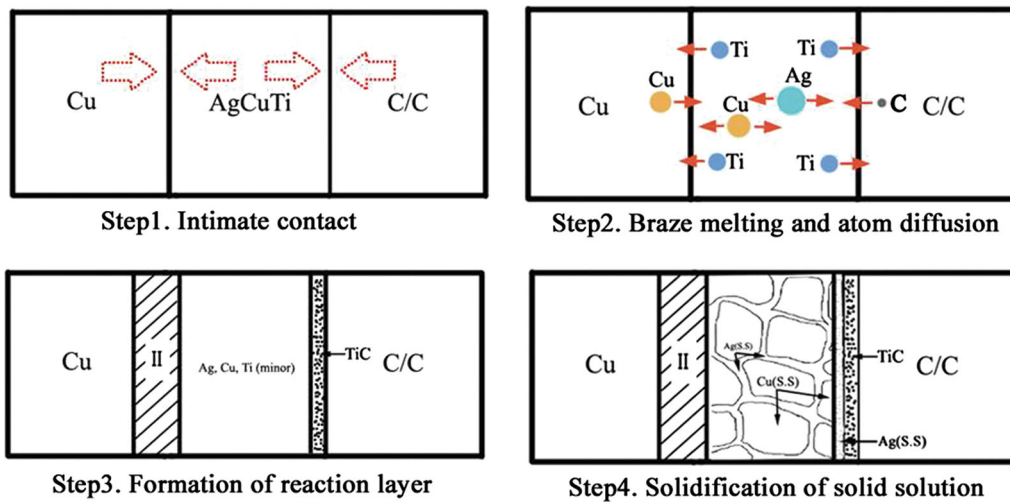 Cu
AgCuTi
C/C
Step1. Intimate contact
Ti
Ti
Cu
Ag
Cu
Cu
C
C/C
Ti
Ti
Step2. Braze melting and atom diffusion
Cu
II
Ag, Cu, Ti (minor)
TiC
C/C
Step3. Formation of reaction layer
Cu
II
Ag(S.S)
Cu(S.S)
TiC
C/C
Ag(S.S)
Step4. Solidification of solid solution